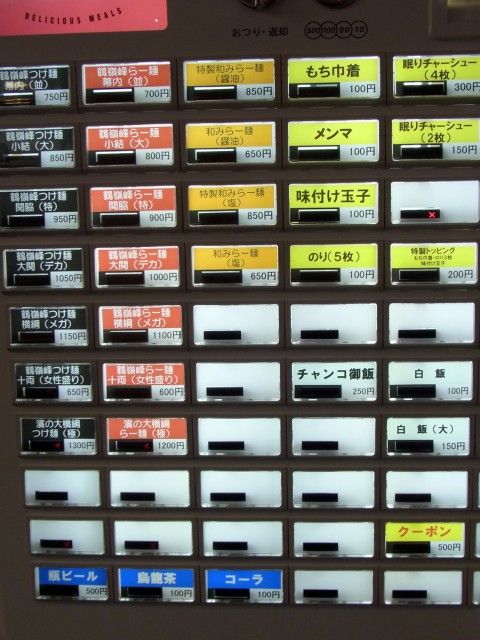 DELICIOUS MEALS
おつり・返却
500 100 50 10
鶴嶺峰つけ麺
幕内(並)
750円
鶴嶺峰らー麺
幕内(並)
700円
特製和みらー麺
(醤油)
850円
もち巾着
100円
眠りチャーシュー
(4枚)
300円
鶴嶺峰つけ麺
小結(大)
850円
鶴嶺峰らー麺
小結(大)
800円
和みらー麺
(醤油)
650円
メンマ
100円
眠りチャーシュー
(2枚)
150円
鶴嶺峰つけ麺
関脇(特)
950円
鶴嶺峰らー麺
関脇(特)
900円
特製和みらー麺
(塩)
850円
味付け玉子
100円
鶴嶺峰つけ麺
大関(デカ)
1050円
鶴嶺峰らー麺
大関(デカ)
1000円
和みらー麺
(塩)
650円
のり(5枚)
100円
特製トッピング
もち巾着・のり3枚
味付け玉子
200円
鶴嶺峰つけ麺
横綱(メガ)
1150円
鶴嶺峰らー麺
横綱(メガ)
1100円
鶴嶺峰つけ麺
十両(女性盛り)
650円
鶴嶺峰らー麺
十両(女性盛り)
600円
チャンコ御飯
250円
白飯
100円
濱の大横綱
つけ麺(極)
1300円
濱の大横綱
らー麺(極)
1200円
白飯(大)
150円
クーポン
500円
瓶ビール
500円
烏龍茶
100円
コーラ
100円